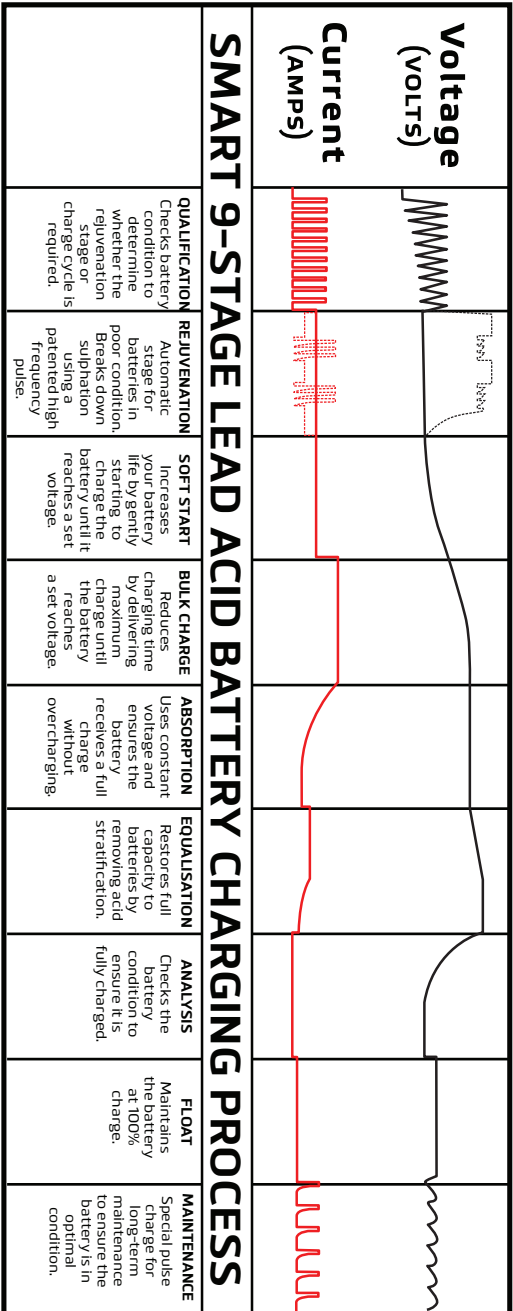 Voltage
(VOLTS)
Current
(AMPS)
SMART 9-STAGE LEAD ACID BATTERY CHARGING PROCESS
QUALIFICATION
Checks battery
condition to
determine
whether the
rejuvenation
stage or
charge cycle is
required.
REJUVENATION
Automatic
stage for
batteries in
poor condition.
Breaks down
sulphation
using a
patented high
frequency
pulse.
SOFT START
Increases
your battery
life by gently
starting to
charge the
battery until it
reaches a set
voltage.
BULK CHARGE
Reduces
charging time
by delivering
maximum
charge until
the battery
reaches
a set voltage.
ABSORPTION
Uses constant
voltage and
ensures the
battery
receives a full
charge
without
overcharging.
EQUALISATION
Restores full
capacity to
batteries by
removing acid
stratification.
ANALYSIS
Checks the
battery
condition to
ensure it is
fully charged.
FLOAT
Maintains
the battery
at 100%
charge.
MAINTENANCE
Special pulse
charge for
long-term
maintenance
to ensure the
battery is in
optimal
condition.